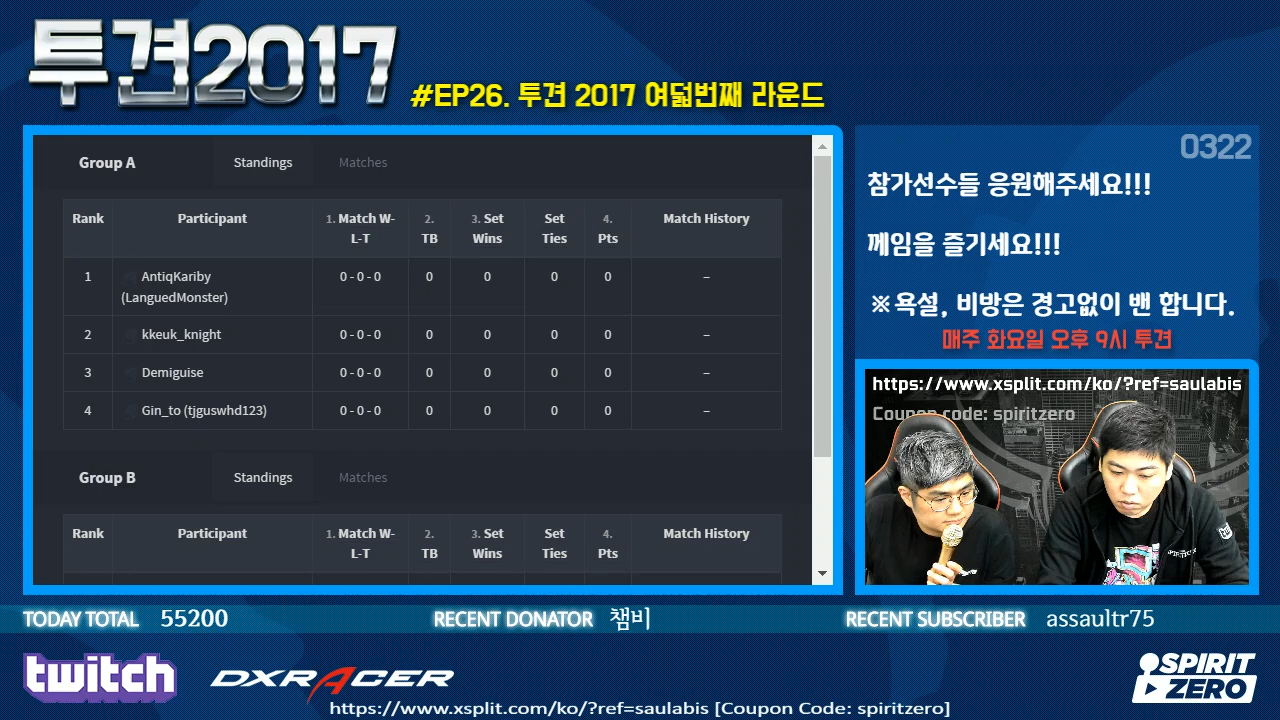 투견2017
#EP26. 투견 2017 여덟번째 라운드
Group A Standings Matches
Rank Participant 1. Match W-L-T 2. TB 3. Set Wins Set Ties 4. Pts Match History
1 AntiqKariby (LanguedMonster) 0 - 0 - 0 0 0 0 0 –
2 kkeuk_knight 0 - 0 - 0 0 0 0 0 –
3 Demiguise 0 - 0 - 0 0 0 0 0 –
4 Gin_to (tjguswhd123) 0 - 0 - 0 0 0 0 0 –
Group B Standings Matches
Rank Participant 1. Match W-L-T 2. TB 3. Set Wins Set Ties 4. Pts Match History
0322
참가선수들 응원해주세요!!!
께임을 즐기세요!!!
※욕설, 비방은 경고없이 밴 합니다.
매주 화요일 오후 9시 투견
https://www.xsplit.com/ko/?ref=saulabis
Coupon code: spiritzero
TODAY TOTAL 55200 RECENT DONATOR 챔비 RECENT SUBSCRIBER assaultr75
twitch DXRACER SPIRIT ZERO
https://www.xsplit.com/ko/?ref=saulabis [Coupon Code: spiritzero]